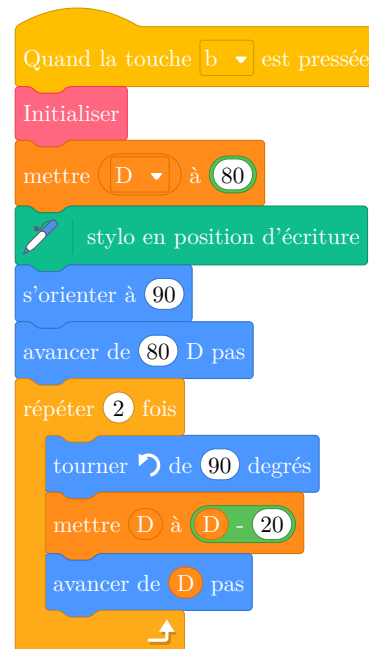 Quand la touche b est pressée
Initialiser
mettre D à 80
stylo en position d'écriture
s'orienter à 90
avancer de 80 D pas
répéter 2 fois
tourner de 90 degrés
mettre D à D - 20
avancer de D pas